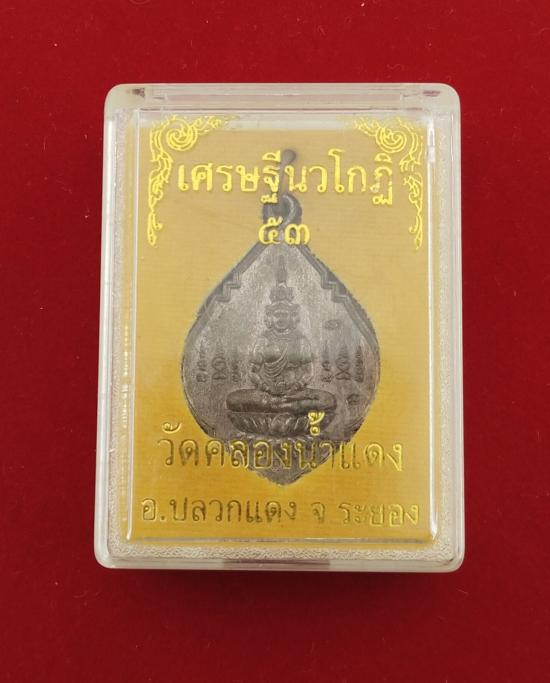 เศรษฐีนวโกฏิ
๕๓
วัดคลองน้ำแดง
อ.ปลวกแดง จ ระยอง